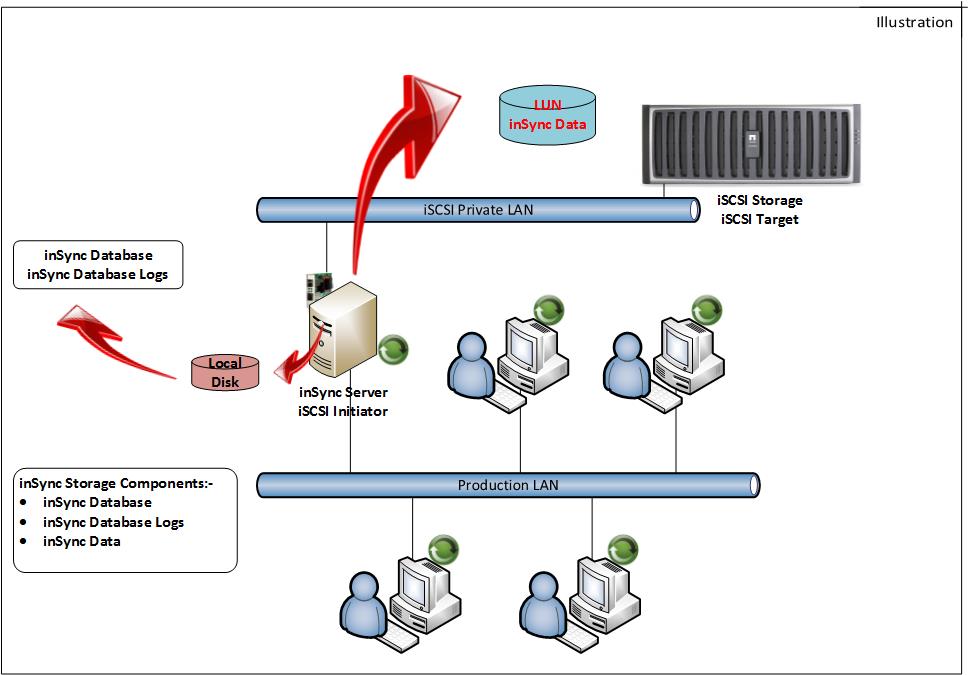 Illustration
LUN
inSync Data
iSCSI Storage
iSCSI Target
iSCSI Private LAN
inSync Database
inSync Database Logs
Local
Disk
inSync Server
iSCSI Initiator
inSync Storage Components:-
• inSync Database
• inSync Database Logs
• inSync Data
Production LAN